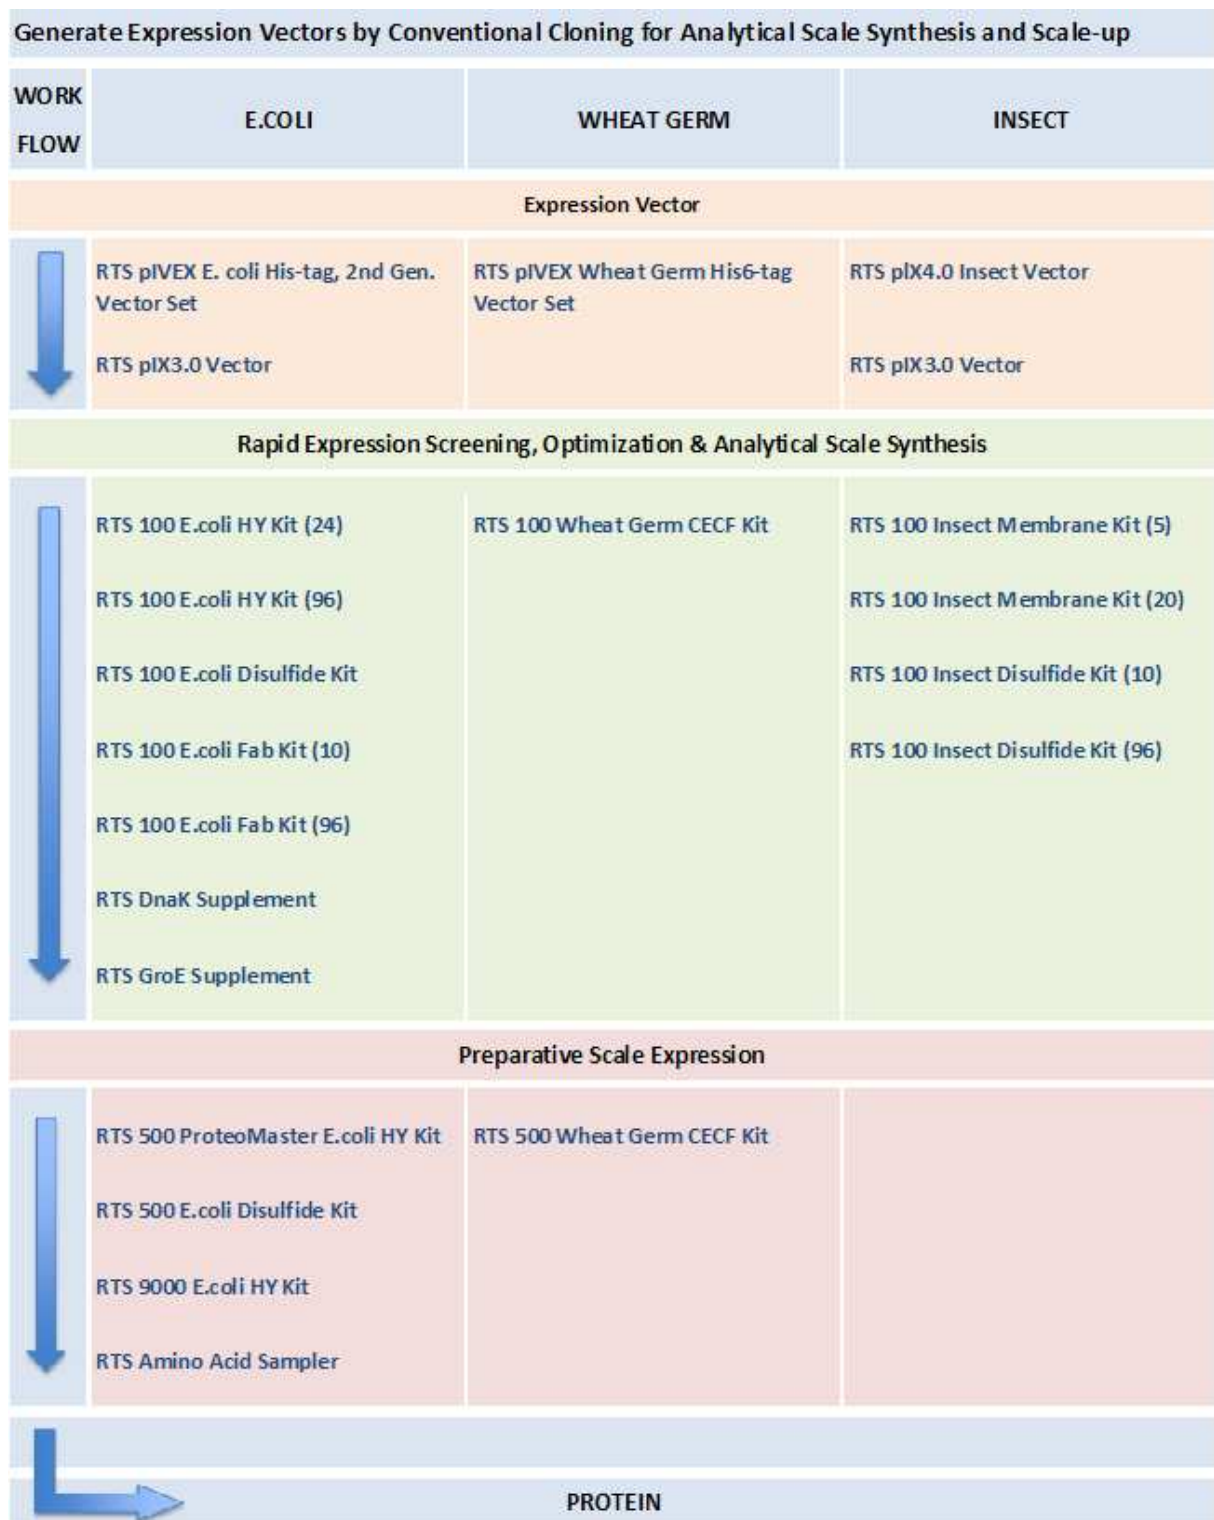 Generate Expression Vectors by Conventional Cloning for Analytical Scale Synthesis and Scale-up
WORK
FLOW
E.COLI
WHEAT GERM
INSECT
Expression Vector
RTS pIVEX E. coli His-tag, 2nd Gen.
Vector Set
RTS pIX3.0 Vector
RTS pIVEX Wheat Germ His6-tag
Vector Set
RTS pIX4.0 Insect Vector
RTS pIX3.0 Vector
Rapid Expression Screening, Optimization & Analytical Scale Synthesis
RTS 100 E.coli HY Kit (24)
RTS 100 E.coli HY Kit (96)
RTS 100 E.coli Disulfide Kit
RTS 100 E.coli Fab Kit (10)
RTS 100 E.coli Fab Kit (96)
RTS DnaK Supplement
RTS GroE Supplement
RTS 100 Wheat Germ CECF Kit
RTS 100 Insect Membrane Kit (5)
RTS 100 Insect Membrane Kit (20)
RTS 100 Insect Disulfide Kit (10)
RTS 100 Insect Disulfide Kit (96)
Preparative Scale Expression
RTS 500 ProteoMaster E.coli HY Kit
RTS 500 E.coli Disulfide Kit
RTS 9000 E.coli HY Kit
RTS Amino Acid Sampler
RTS 500 Wheat Germ CECF Kit
PROTEIN